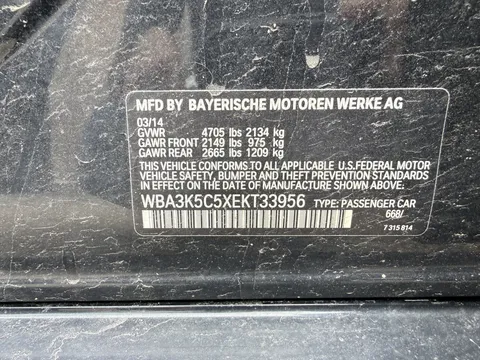 MFD BY BAYERISCHE MOTOREN WERKE AG
03/14
GVWR 4705 lbs 2134 kg
GAWR FRONT 2149 lbs 975 kg
GAWR REAR 2665 lbs 1209 kg
THIS VEHICLE CONFORMS TO ALL APPLICABLE U.S.FEDERAL MOTOR
VEHICLE SAFETY, BUMPER AND THEFT PREVENTION STANDARDS
IN EFFECT ON THE DATE OF MANUFACTURE SHOWN ABOVE.
WBA3K5C5XEKT33956 TYPE: PASSENGER CAR
668/
7 315 814